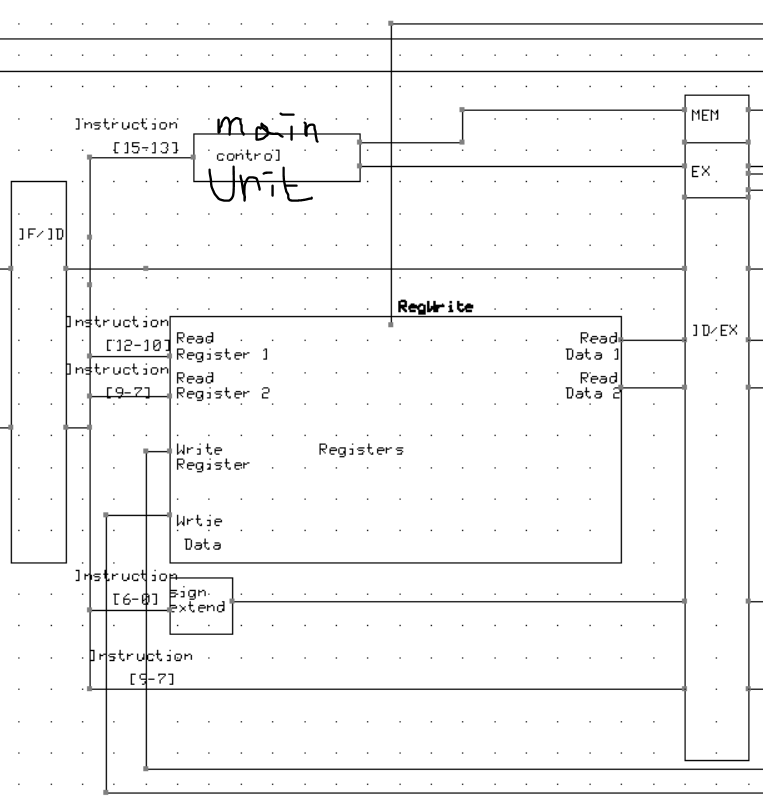 Instruction
[15-13]
main
control
Unit
MEM
EX
IF/ID
RegWrite
Instruction
[12-10]
Read
Register 1
Read
Data 1
ID/EX
Instruction
[9-7]
Read
Register 2
Read
Data 2
Write
Register
Registers
Wrtie
Data
Instruction
[6-0]
sign
extend
Instruction
[9-7]